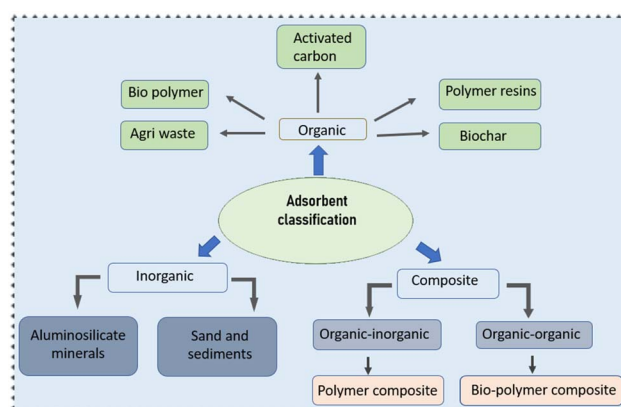 Activated
carbon
Bio polymer
Polymer resins
Organic
Agri waste
Biochar
Adsorbent
classification
Inorganic
Composite
Aluminosilicate
minerals
Sand and
sediments
Organic-inorganic
Organic-organic
Polymer composite
Bio-polymer composite